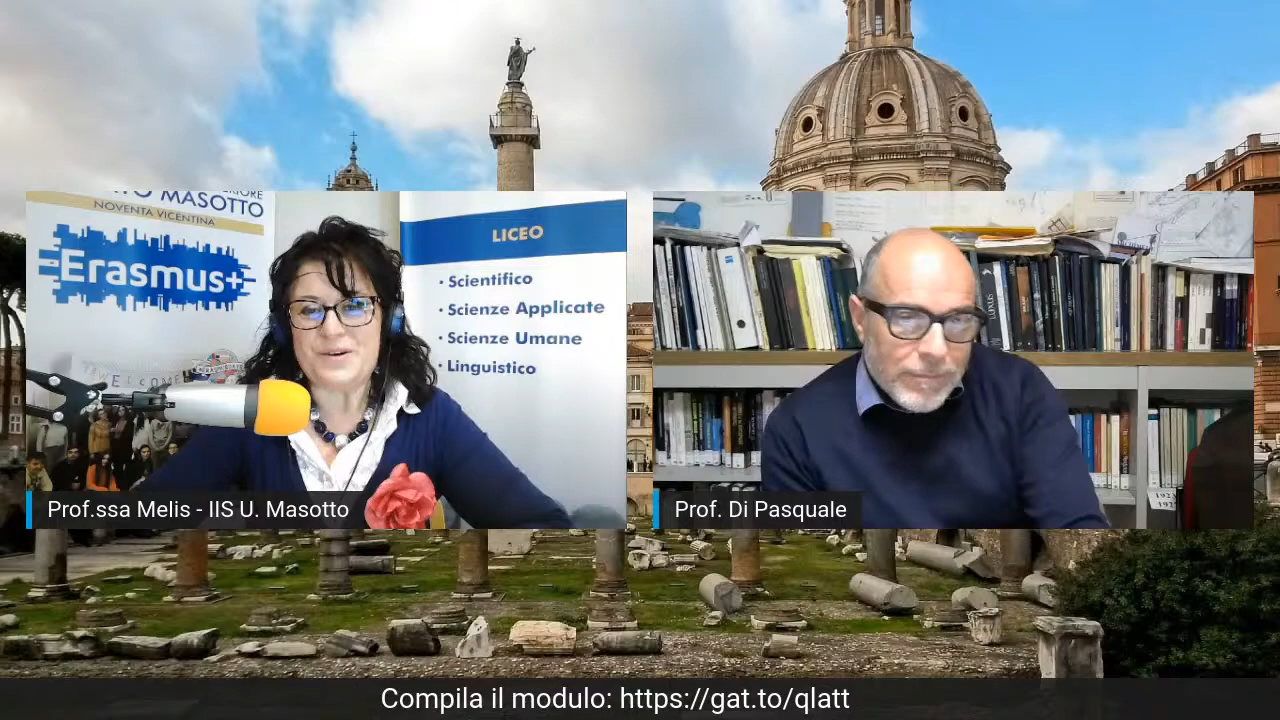 MASOTTO
NOVENTA VICENTINA
Erasmus+
WELCOME
LICEO
· Scientifico
· Scienze Applicate
· Scienze Umane
· Linguistico
Prof.ssa Melis - IIS U. Masotto
Prof. Di Pasquale
Compila il modulo: https://gat.to/qlatt